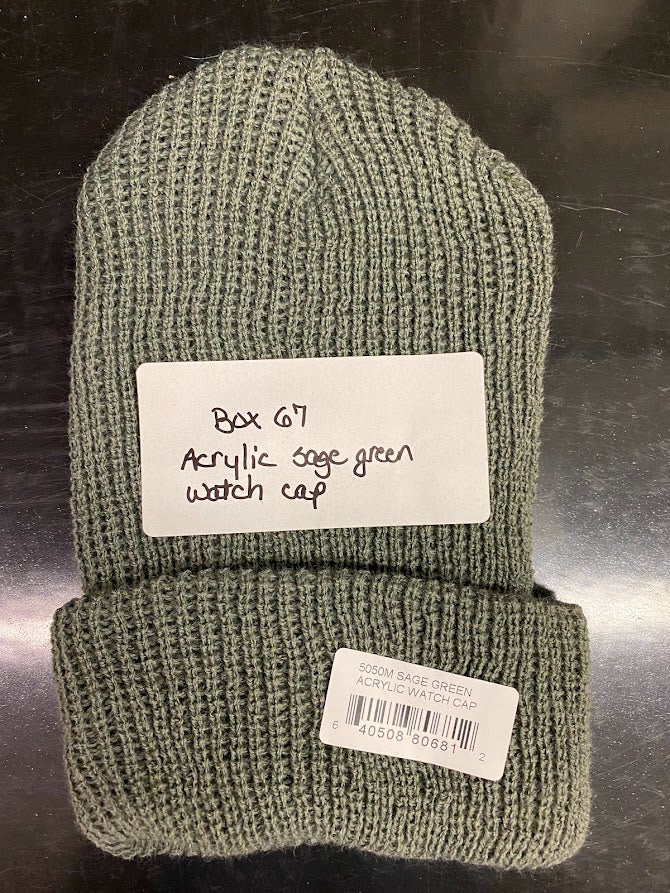 Box 67
Acrylic sage green
watch cap
5050M SAGE GREEN
ACRYLIC WATCH CAP
6 40508 80681 2